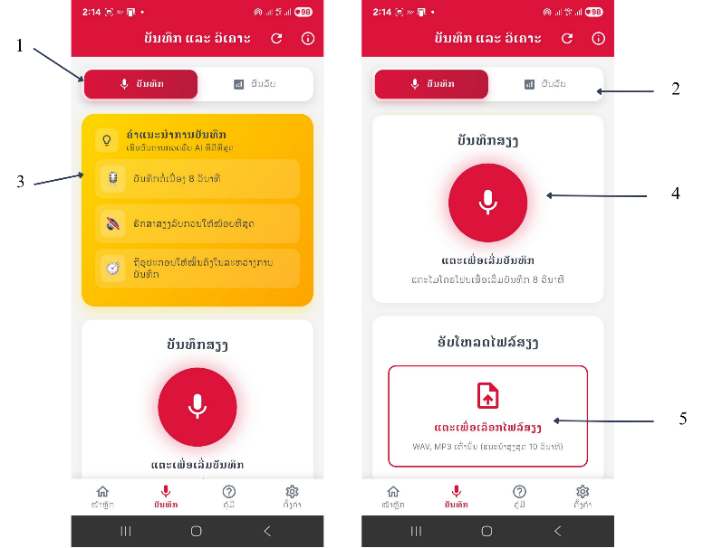 2:14
98
ບັນທຶກ ແລະ ວິເຄາະ
1
ບັນທຶກ
ຜົນລັບ
ຄຳແນະນຳການບັນທຶກ
ເພື່ອຜົນການກວດຈັບ AI ທີ່ດີທີ່ສຸດ
3
ບັນທຶກຕໍ່ເນື່ອງ 8 ວິນາທີ
ຮັກສາສຽງລົບກວນໃຫ້ໜ້ອຍທີ່ສຸດ
ຖືອຸປະກອນໃຫ້ໝັ້ນຄົງໃນລະຫວ່າງການ
ບັນທຶກ
ບັນທຶກສຽງ
ແຕະເພື່ອເລີ່ມບັນທຶກ
ໜ້າຫຼັກ
ບັນທຶກ
ຄູ່ມື
ຕັ້ງຄ່າ
2:14
98
ບັນທຶກ ແລະ ວິເຄາະ
ບັນທຶກ
ຜົນລັບ
2
ບັນທຶກສຽງ
4
ແຕະເພື່ອເລີ່ມບັນທຶກ
ແຕະໄມໂຄຣໂຟນເພື່ອເລີ່ມບັນທຶກ 8 ວິນາທີ
ອັບໂຫລດໄຟລ໌ສຽງ
ແຕະເພື່ອເລືອກໄຟລ໌ສຽງ
5
WAV, MP3 ເທົ່ານັ້ນ (ແນະນຳສູງສຸດ 10 ວິນາທີ)
ໜ້າຫຼັກ
ບັນທຶກ
ຄູ່ມື
ຕັ້ງຄ່າ